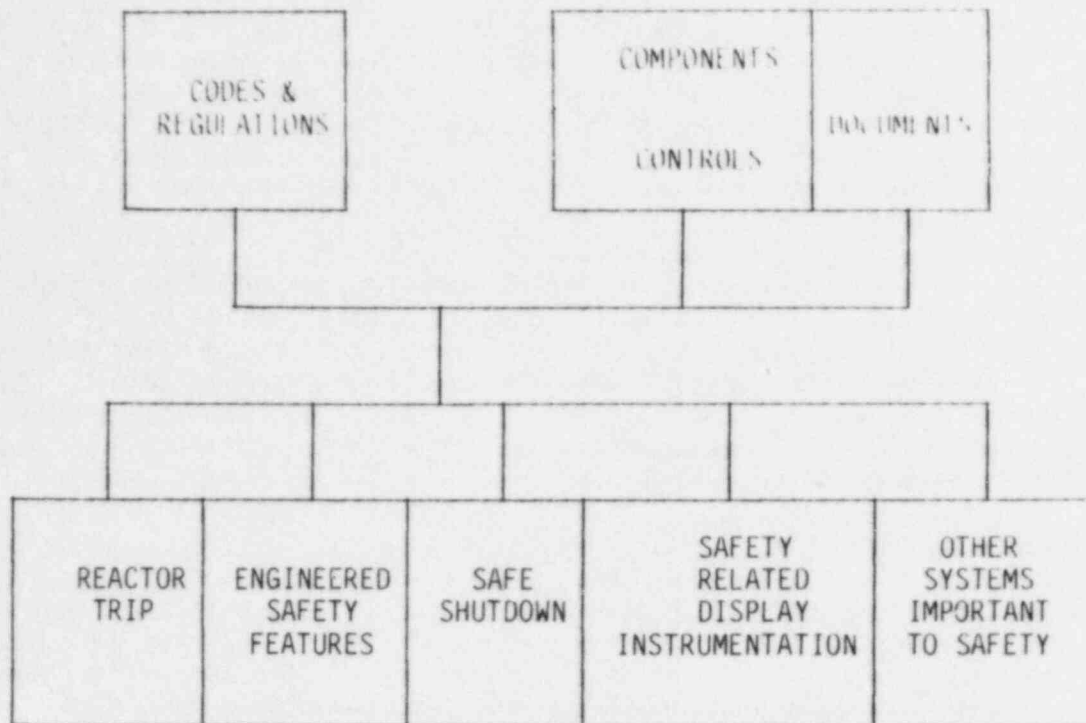 CODES &
REGULATIONS
COMPONENTS
CONTROLS
DOCUMENTS
REACTOR
TRIP
ENGINEERED
SAFETY
FEATURES
SAFE
SHUTDOWN
SAFETY
RELATED
DISPLAY
INSTRUMENTATION
OTHER
SYSTEMS
IMPORTANT
TO SAFETY